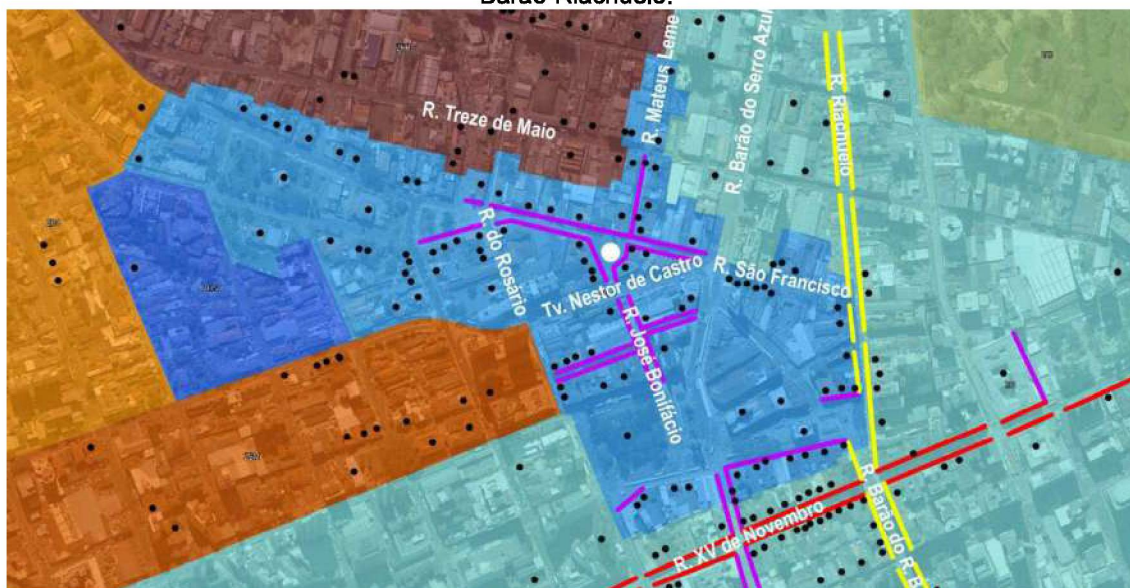 Barão Riachuelo.
R. Mateus Leme
R. Barão do Serro Azul
R. Riachuelo
R. Treze de Maio
R. do Rosário
Tv. Nestor de Castro
R. São Francisco
R. José Bonifácio
R. XV de Novembro
R. Barão do R. B